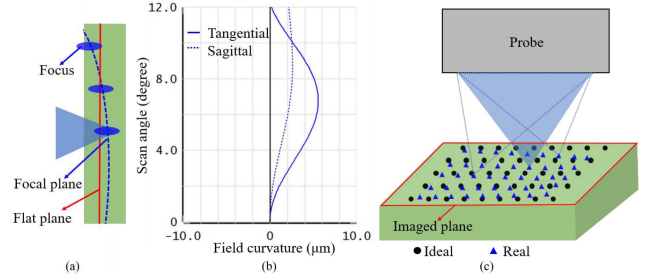 Focus
Focal plane
Flat plane
(a)
12.0
8.0
4.0
0
Scan angle (degree)
Tangential
Sagittal
-10.0
0
10.0
Field curvature (μm)
(b)
Probe
Imaged plane
Ideal
Real
(c)